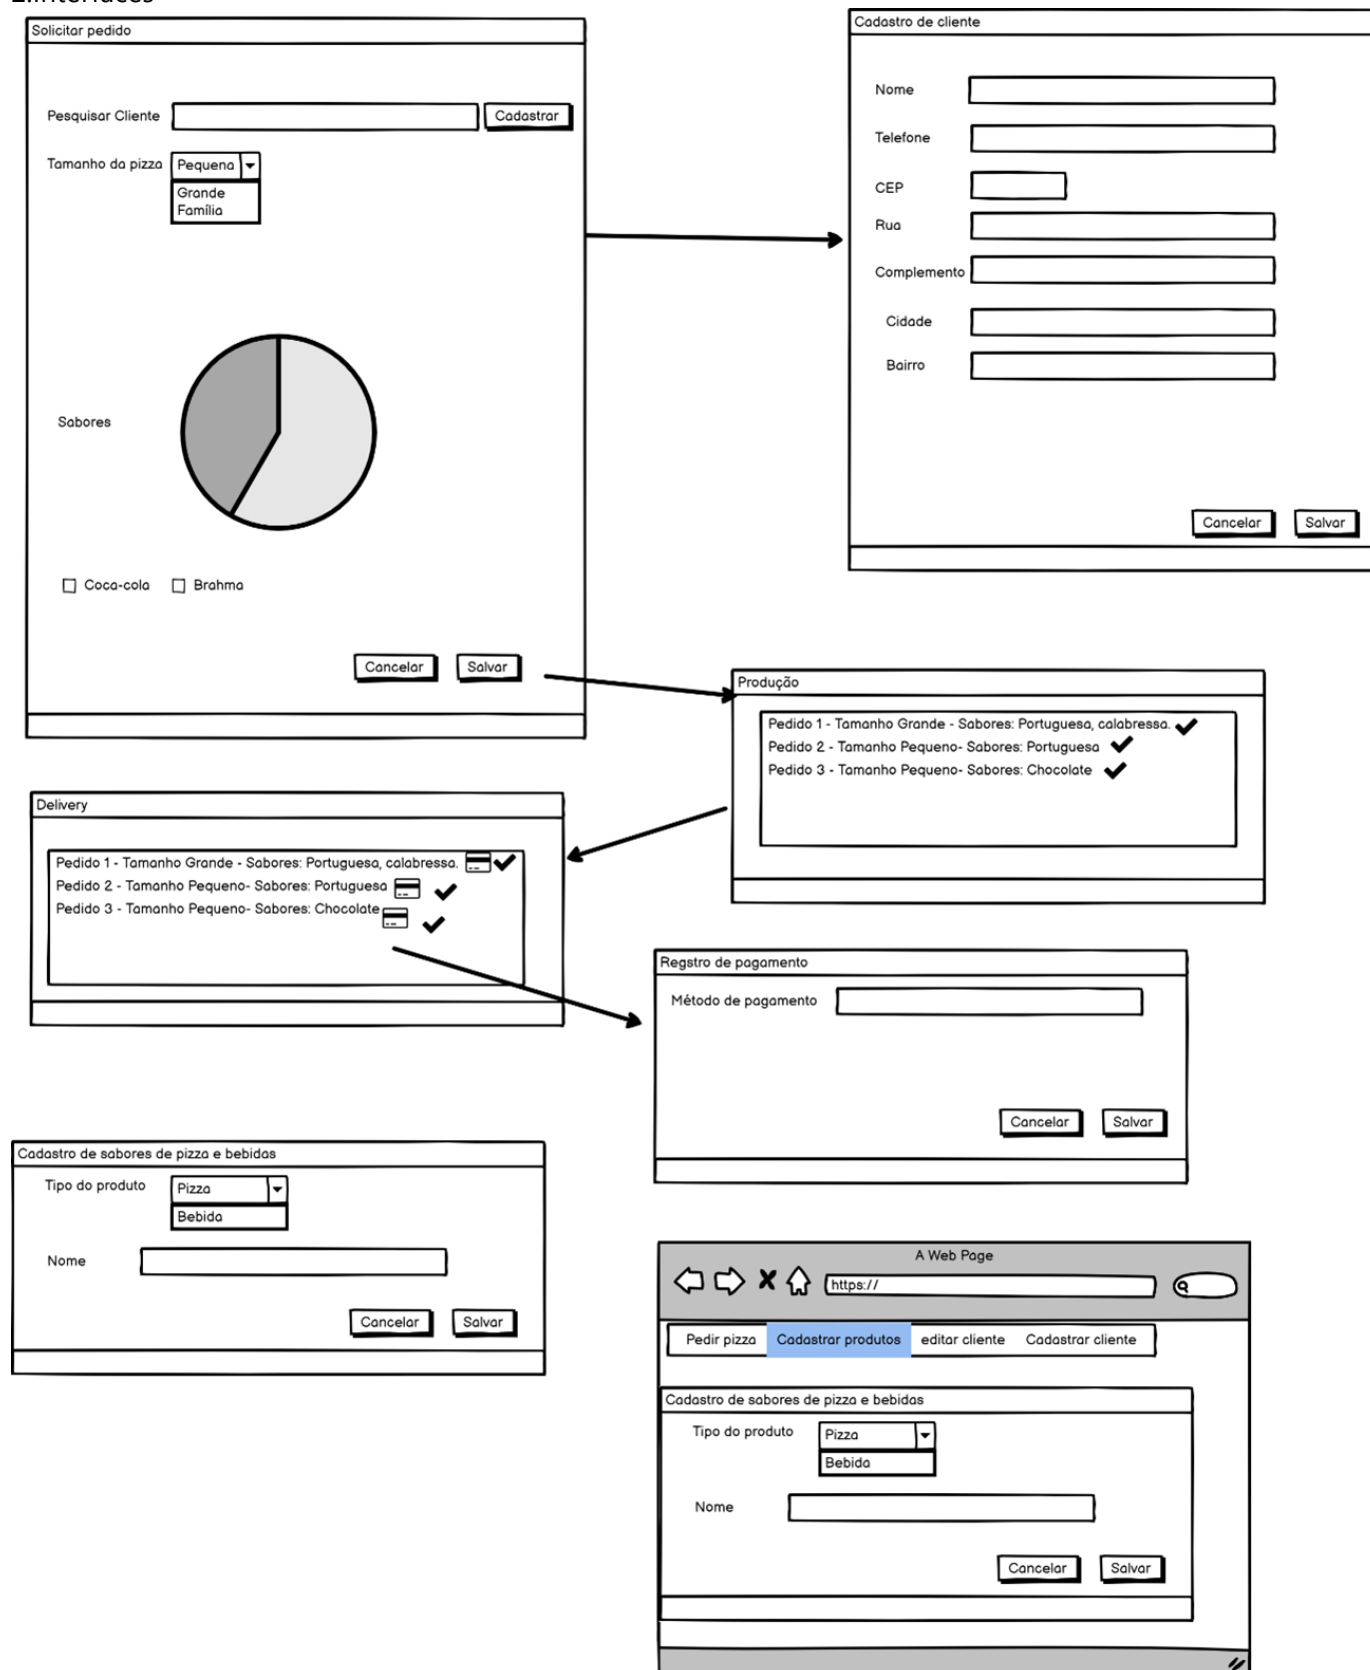 2.Interfaces
Solicitar pedido
Pesquisar Cliente
Cadastrar
Tamanho da pizza
Pequena
Grande
Família
Sabores
Coca-cola
Brahma
Cancelar
Salvar
Cadastro de cliente
Nome
Telefone
CEP
Rua
Complemento
Cidade
Bairro
Cancelar
Salvar
Produção
Pedido 1 - Tamanho Grande - Sabores: Portuguesa, calabressa.
Pedido 2 - Tamanho Pequeno- Sabores: Portuguesa
Pedido 3 - Tamanho Pequeno- Sabores: Chocolate
Delivery
Pedido 1 - Tamanho Grande - Sabores: Portuguesa, calabressa.
Pedido 2 - Tamanho Pequeno- Sabores: Portuguesa
Pedido 3 - Tamanho Pequeno- Sabores: Chocolate
Regstro de pagamento
Método de pagamento
Cancelar
Salvar
Cadastro de sabores de pizza e bebidas
Tipo do produto
Pizza
Bebida
Nome
Cancelar
Salvar
A Web Page
https://
Pedir pizza
Cadastrar produtos
editar cliente
Cadastrar cliente
Cadastro de sabores de pizza e bebidas
Tipo do produto
Pizza
Bebida
Nome
Cancelar
Salvar